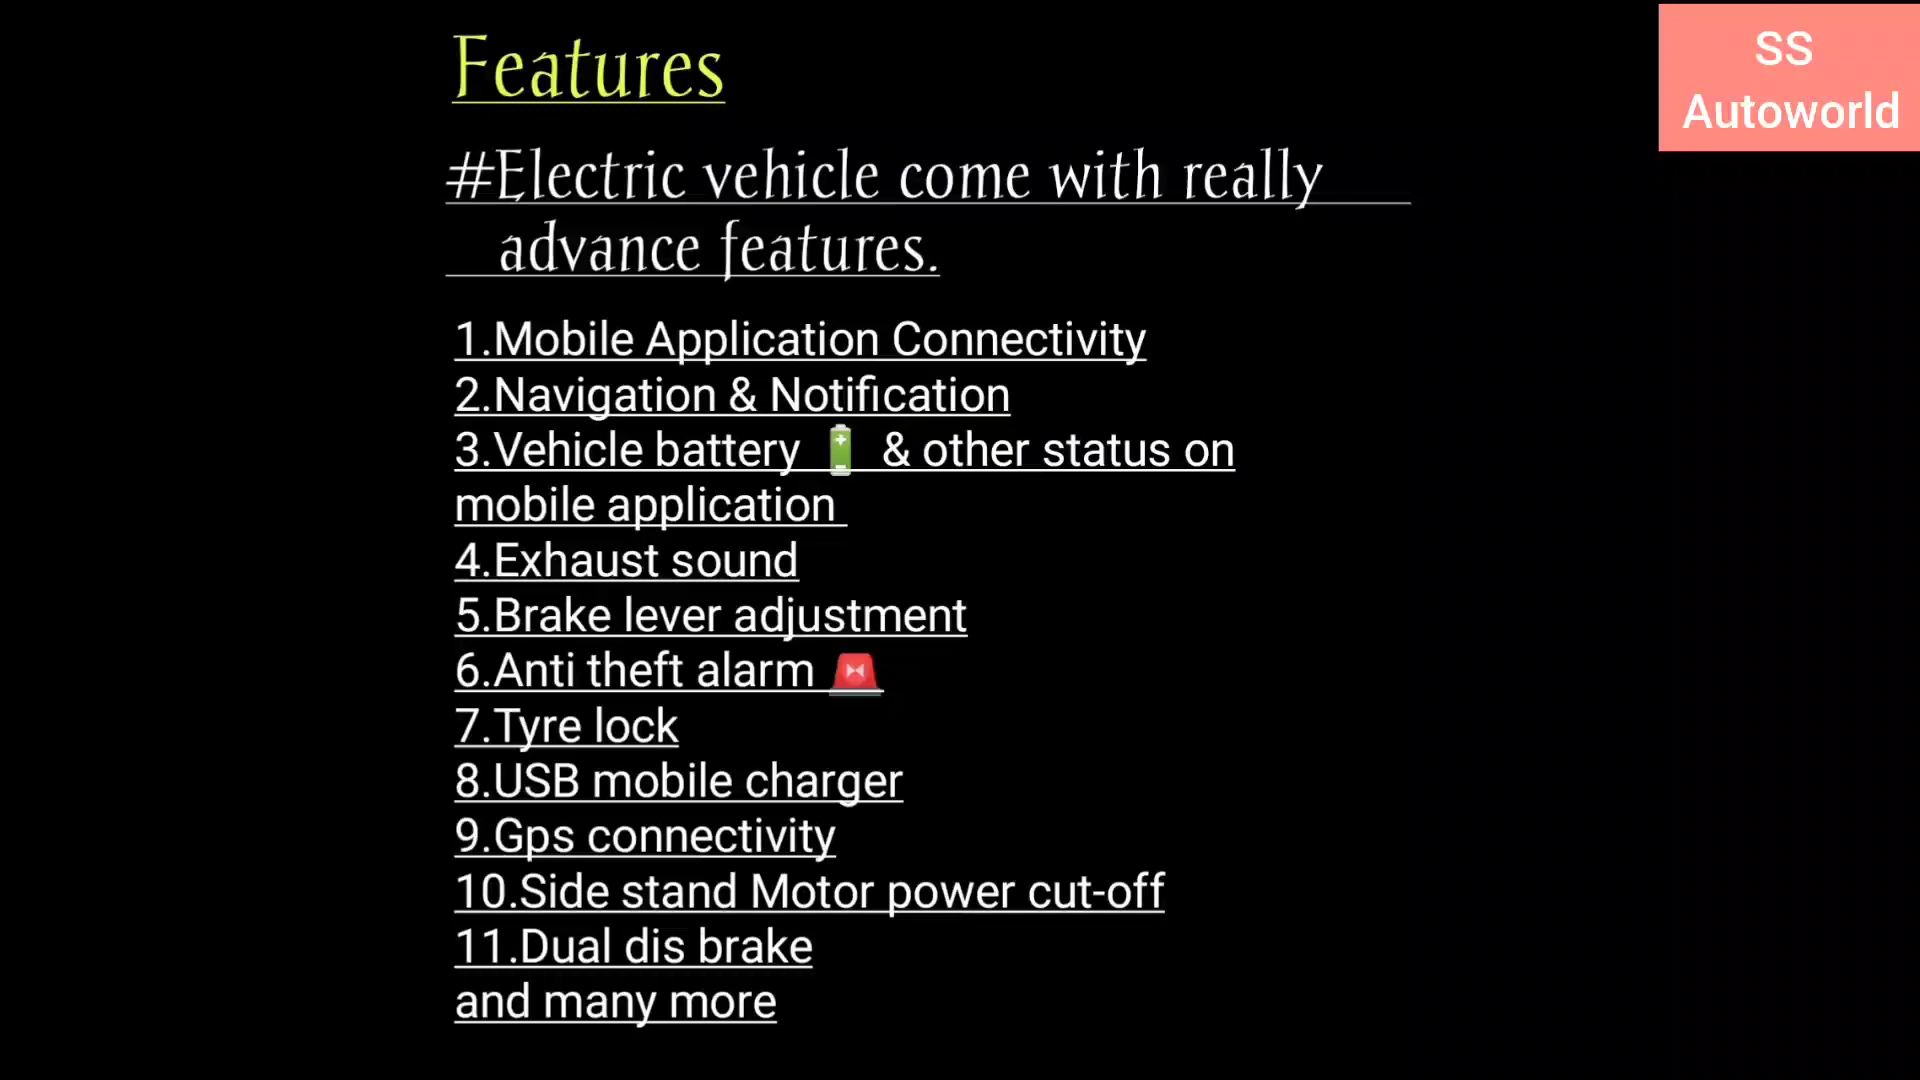 Features
SS
Autoworld
#Electric vehicle come with really
advance features.
1.Mobile Application Connectivity
2.Navigation & Notification
3.Vehicle battery 🔋 & other status on
mobile application
4.Exhaust sound
5.Brake lever adjustment
6.Anti theft alarm 🚨
7.Tyre lock
8.USB mobile charger
9.Gps connectivity
10.Side stand Motor power cut-off
11.Dual dis brake
and many more